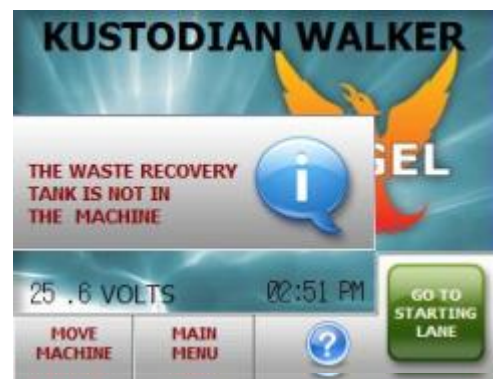 KUSTODIAN WALKER
GEL
THE WASTE RECOVERY
TANK IS NOT IN
THE MACHINE
i
25 .6 VOLTS
02:51 PM
MOVE
MACHINE
MAIN
MENU
?
GO TO
STARTING
LANE